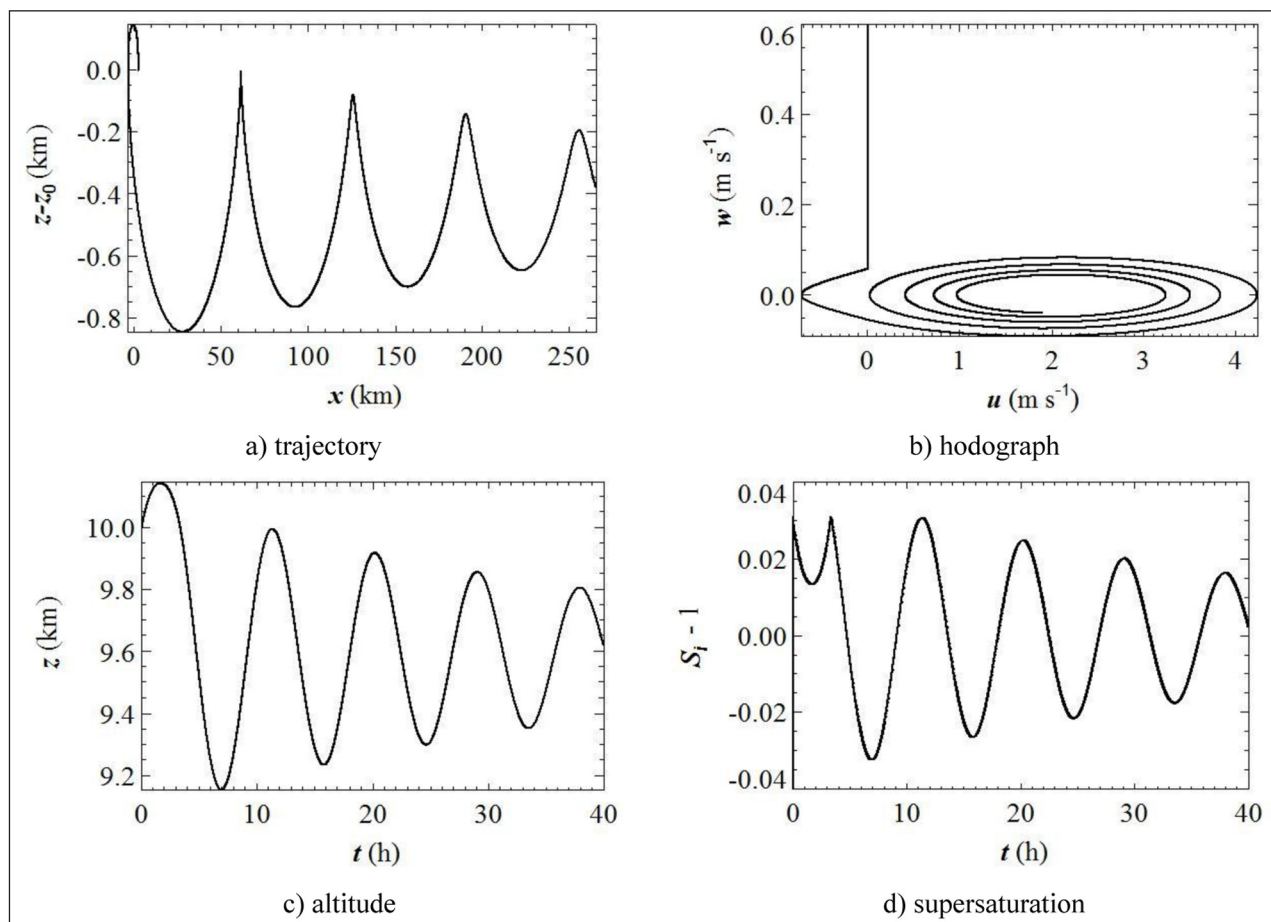 z-z₀ (km)
0.0
-0.2
-0.4
-0.6
-0.8
0 50 100 150 200 250
x (km)
a) trajectory
w (m s⁻¹)
0.6
0.4
0.2
0.0
0 1 2 3 4
u (m s⁻¹)
b) hodograph
z (km)
10.0
9.8
9.6
9.4
9.2
0 10 20 30 40
t (h)
c) altitude
Sᵢ - 1
0.04
0.02
0.00
-0.02
-0.04
0 10 20 30 40
t (h)
d) supersaturation